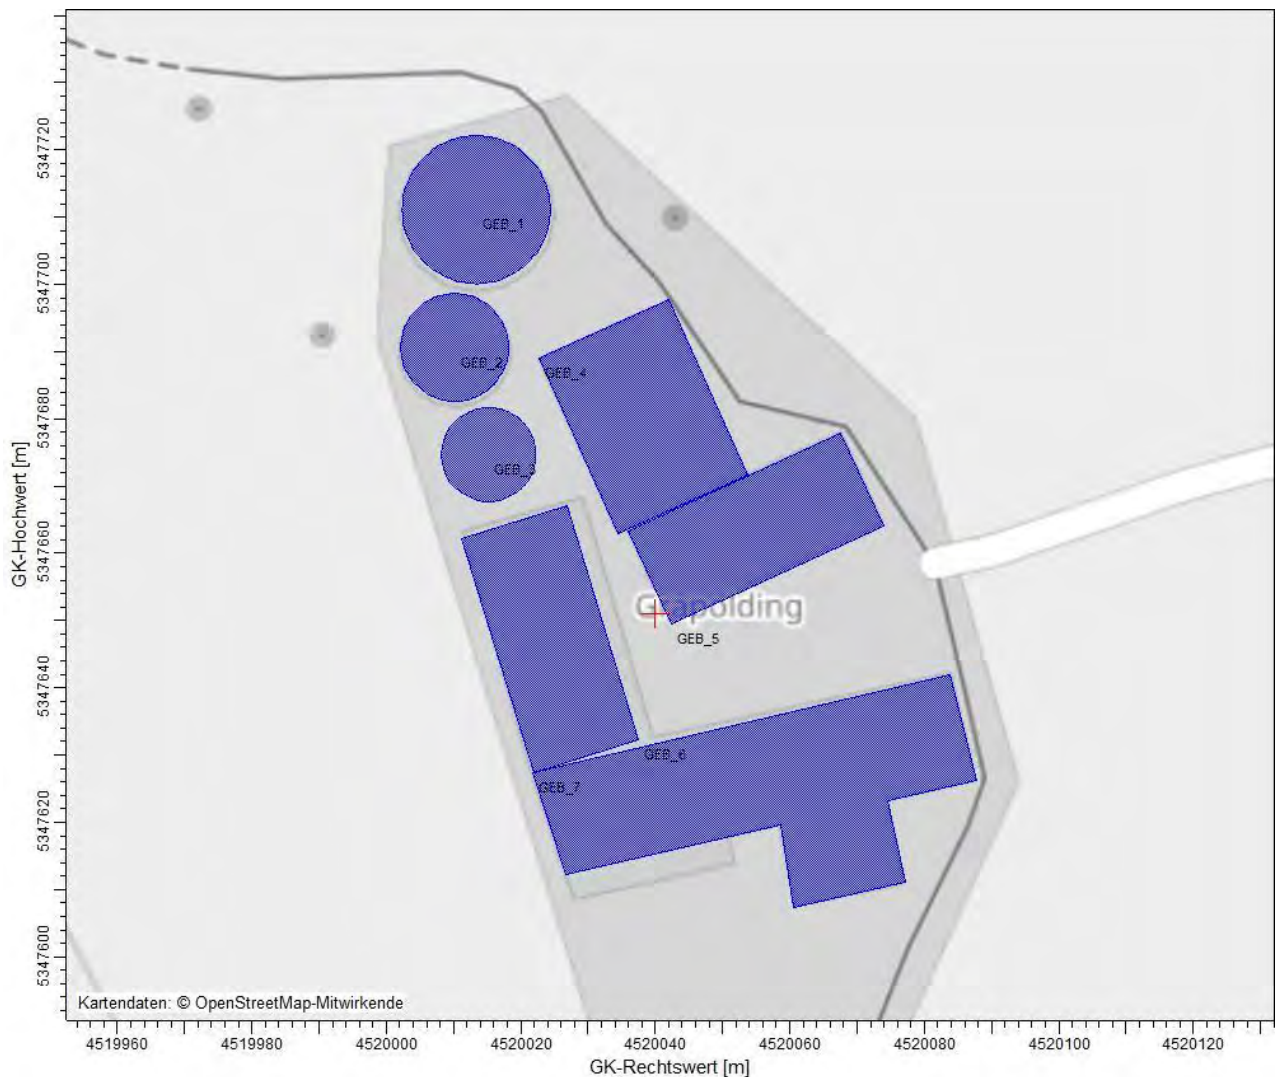 5347720
GEB_1
5347700
GEB_2
GEB_4
5347680
GEB_3
GK-Hochwert [m]
5347660
Grapolding
GEB_5
5347640
GEB_6
GEB_7
5347620
5347600
Kartendaten: © OpenStreetMap-Mitwirkende
4519960 4519980 4520000 4520020 4520040 4520060 4520080 4520100 4520120
GK-Rechtswert [m]